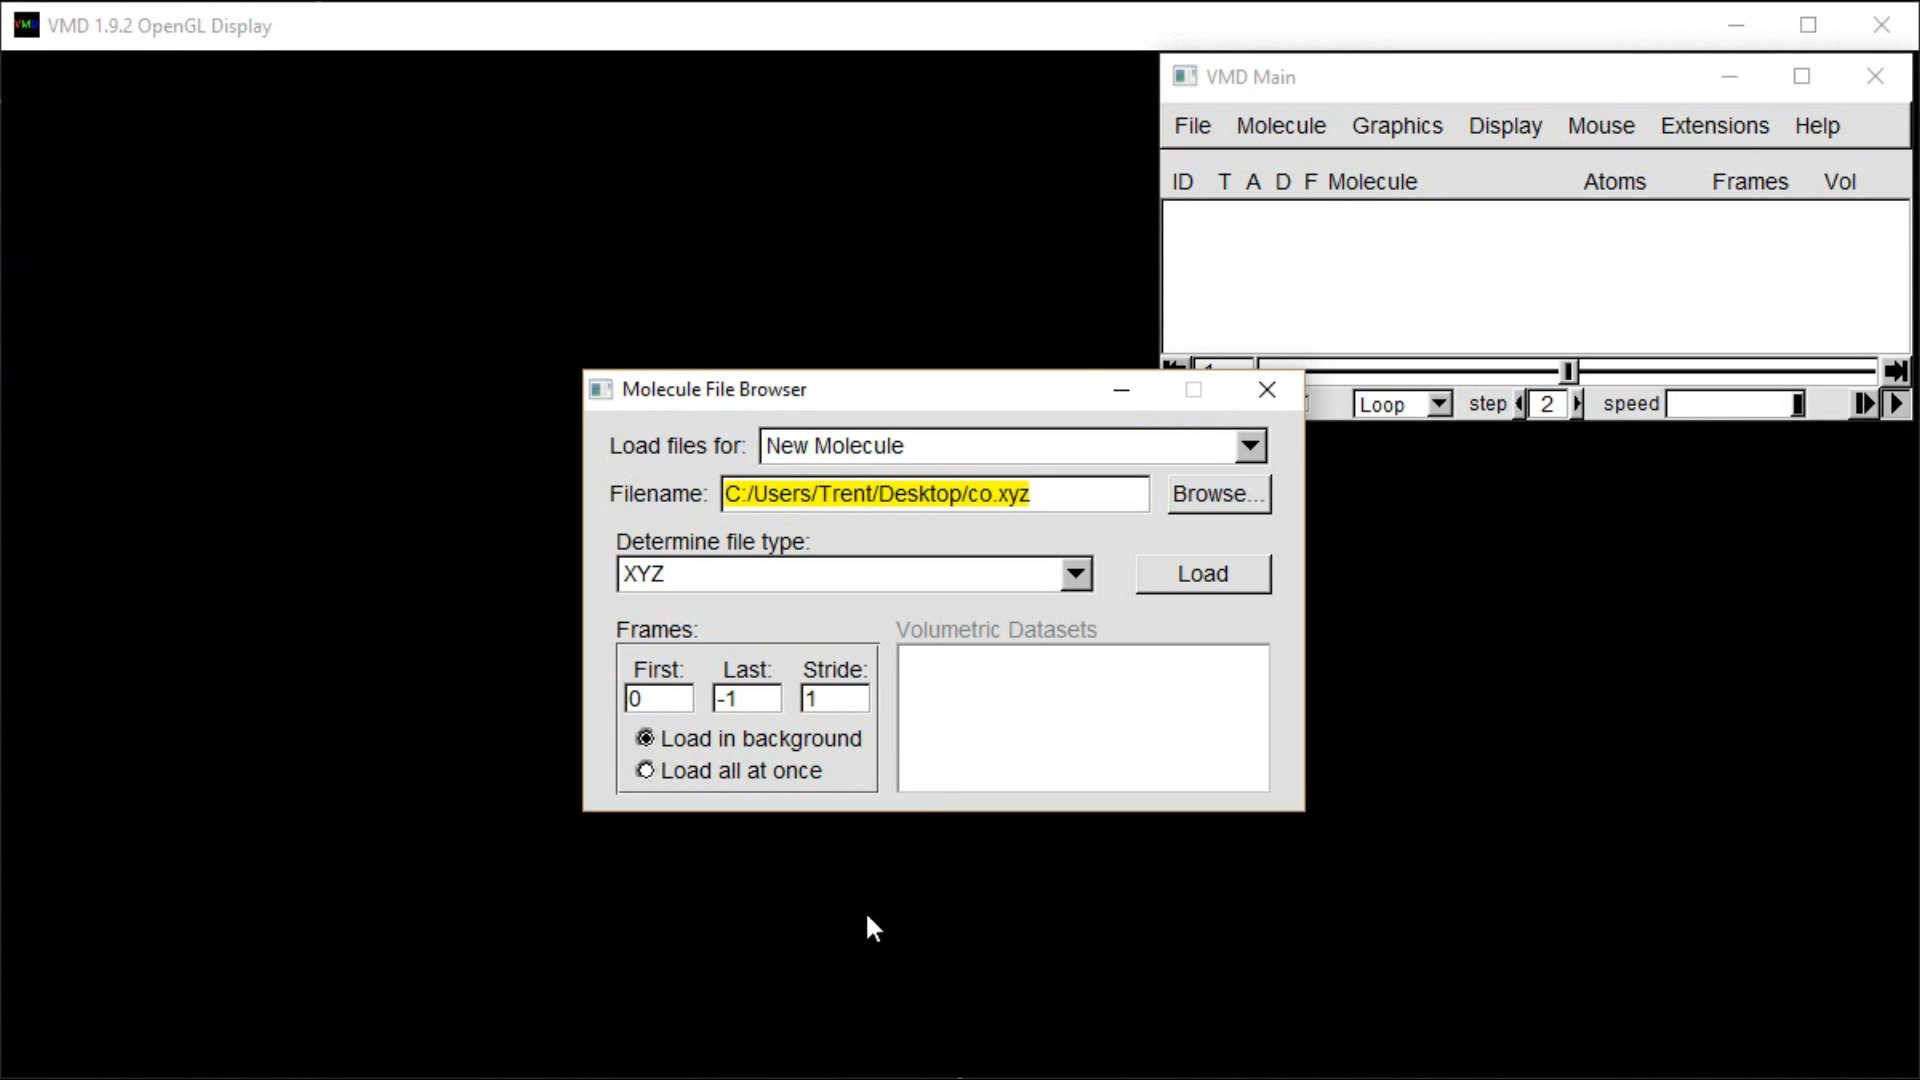 VMD 1.9.2 OpenGL Display
VMD Main
File Molecule Graphics Display Mouse Extensions Help
ID T A D F Molecule Atoms Frames Vol
Loop step 2 speed
Molecule File Browser
Load files for: New Molecule
Filename: C:/Users/Trent/Desktop/co.xyz Browse...
Determine file type:
XYZ Load
Frames: Volumetric Datasets
First: Last: Stride:
0 -1 1
Load in background
Load all at once